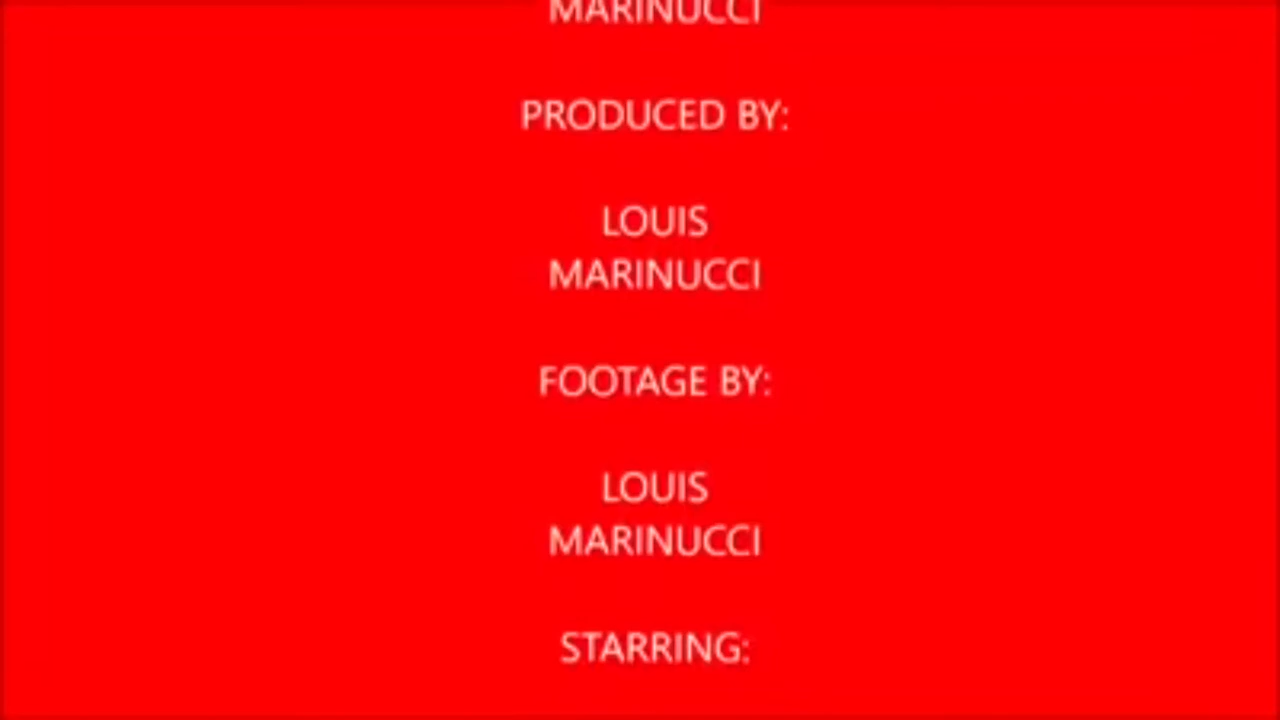 MARINUCCI
PRODUCED BY:
LOUIS
MARINUCCI
FOOTAGE BY:
LOUIS
MARINUCCI
STARRING: